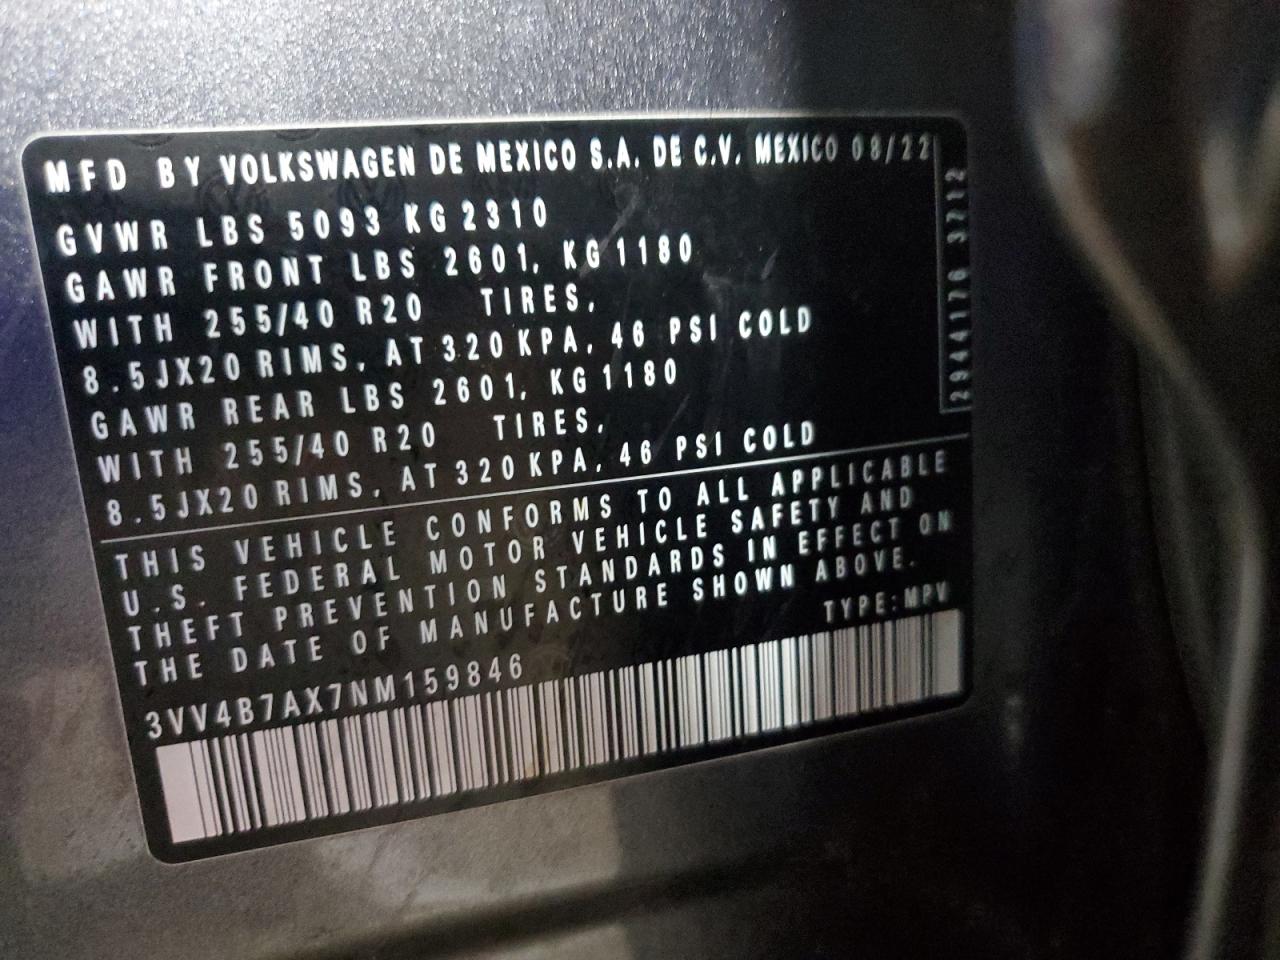 MFD BY VOLKSWAGEN DE MEXICO S.A. DE C.V. MEXICO 08/22
GVWR LBS 5093 KG 2310
GAWR FRONT LBS 2601, KG 1180
WITH 255/40 R20 TIRES,
8.5JX20 RIMS, AT 320 KPA, 46 PSI COLD
GAWR REAR LBS 2601, KG 1180
WITH 255/40 R20 TIRES,
8.5JX20 RIMS, AT 320 KPA, 46 PSI COLD
2944176 3712
THIS VEHICLE CONFORMS TO ALL APPLICABLE
U.S. FEDERAL MOTOR VEHICLE SAFETY AND
THEFT PREVENTION STANDARDS IN EFFECT ON
THE DATE OF MANUFACTURE SHOWN ABOVE.
TYPE:MPV
3VV4B7AX7NM159846